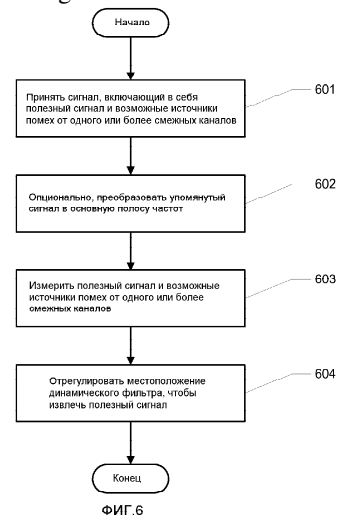 Начало
Принять сигнал, включающий в себя
полезный сигнал и возможные источники
помех от одного или более смежных каналов
601
Опционально, преобразовать упомянутый
сигнал в основную полосу частот
602
Измерить полезный сигнал и возможные
источники помех от одного или более
смежных каналов
603
Отрегулировать местоположение
динамического фильтра, чтобы
извлечь полезный сигнал
604
Конец
ФИГ.6